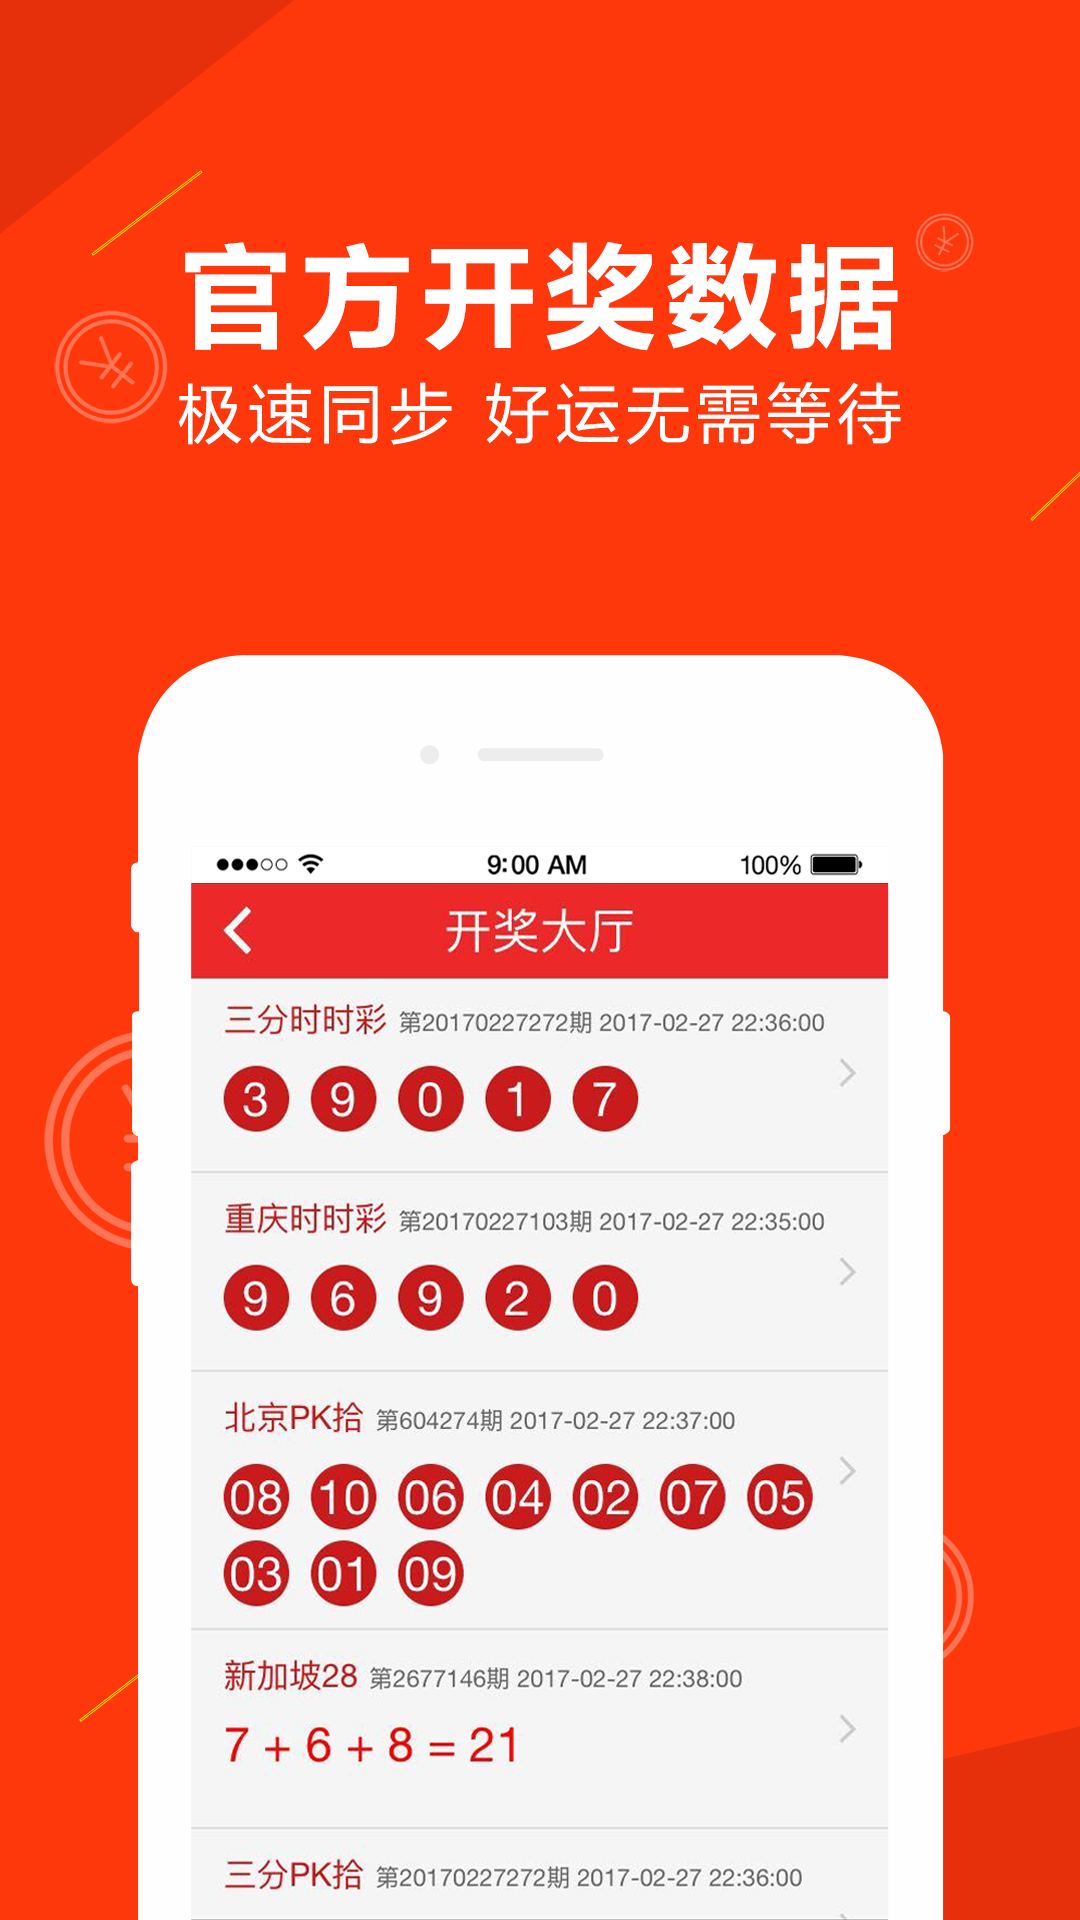 官方开奖数据
极速同步 好运无需等待
9:00 AM 100%
开奖大厅
三分时时彩 第20170227272期 2017-02-27 22:36:00
3 9 0 1 7
重庆时时彩 第20170227103期 2017-02-27 22:35:00
9 6 9 2 0
北京PK拾 第604274期 2017-02-27 22:37:00
08 10 06 04 02 07 05
03 01 09
新加坡28 第2677146期 2017-02-27 22:38:00
7 + 6 + 8 = 21
三分PK拾 第20170227272期 2017-02-27 22:36:00